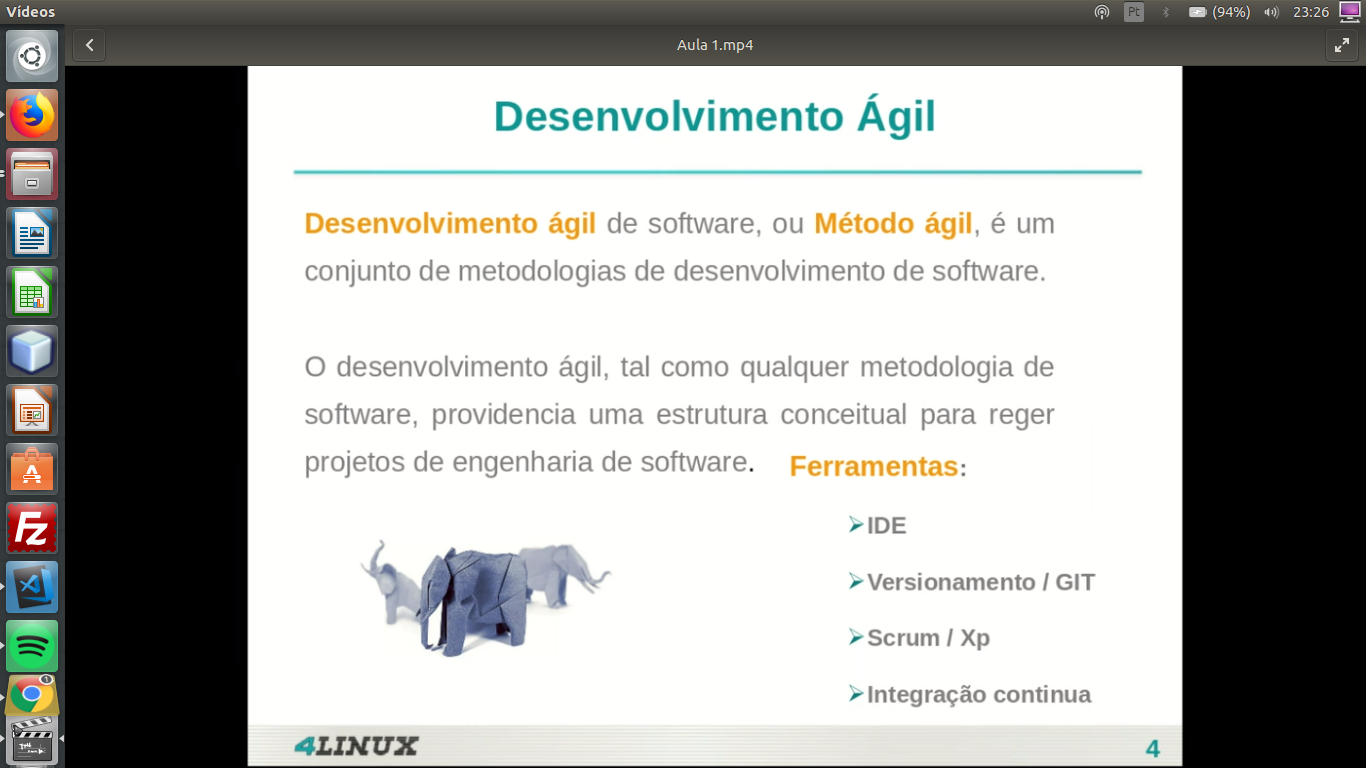 Vídeos
Pt
(94%)
23:26
Aula 1.mp4
Desenvolvimento Ágil
Desenvolvimento ágil de software, ou Método ágil, é um
conjunto de metodologias de desenvolvimento de software.
O desenvolvimento ágil, tal como qualquer metodologia de
software, providencia uma estrutura conceitual para reger
projetos de engenharia de software.
Ferramentas:
IDE
Versionamento / GIT
Scrum / Xp
Integração continua
4LINUX
4
A
Fz
1